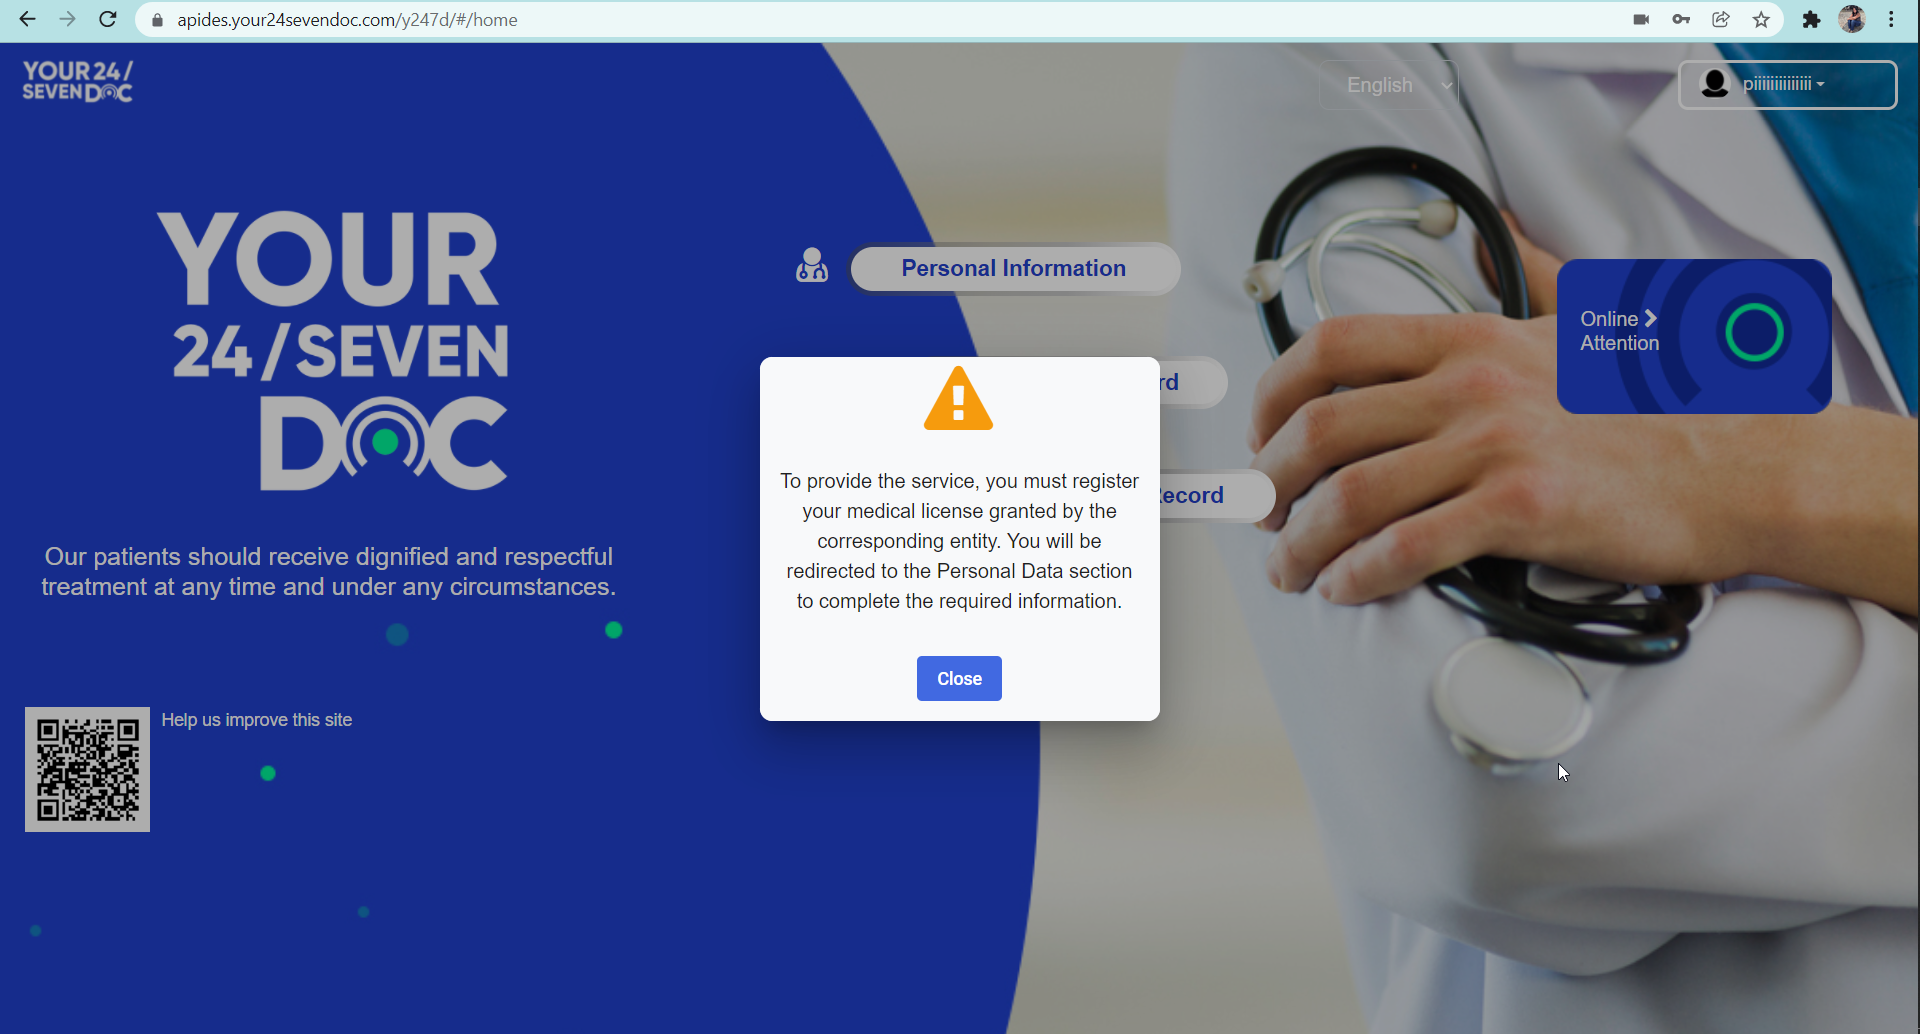 apides.your24sevendoc.com/y247d/#/home
YOUR 24/
SEVEN DOC
English
piiiiiiiiiiiiii
YOUR
24/SEVEN
DOC
Personal Information
Online
Attention
rd
Record
To provide the service, you must register
your medical license granted by the
corresponding entity. You will be
redirected to the Personal Data section
to complete the required information.
Close
Our patients should receive dignified and respectful
treatment at any time and under any circumstances.
Help us improve this site